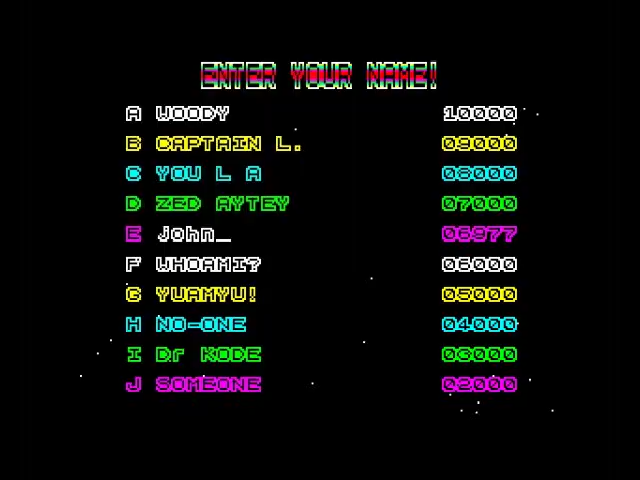 ENTER YOUR NAME!
A WOODY 10000
B CAPTAIN L. 09000
C YOU L A 08000
D ZED AYTEY 07000
E john_ 06977
F WHOAMI? 06000
G YUAMYU! 05000
H NO-ONE 04000
I Dr KODE 03000
J SOMEONE 02000